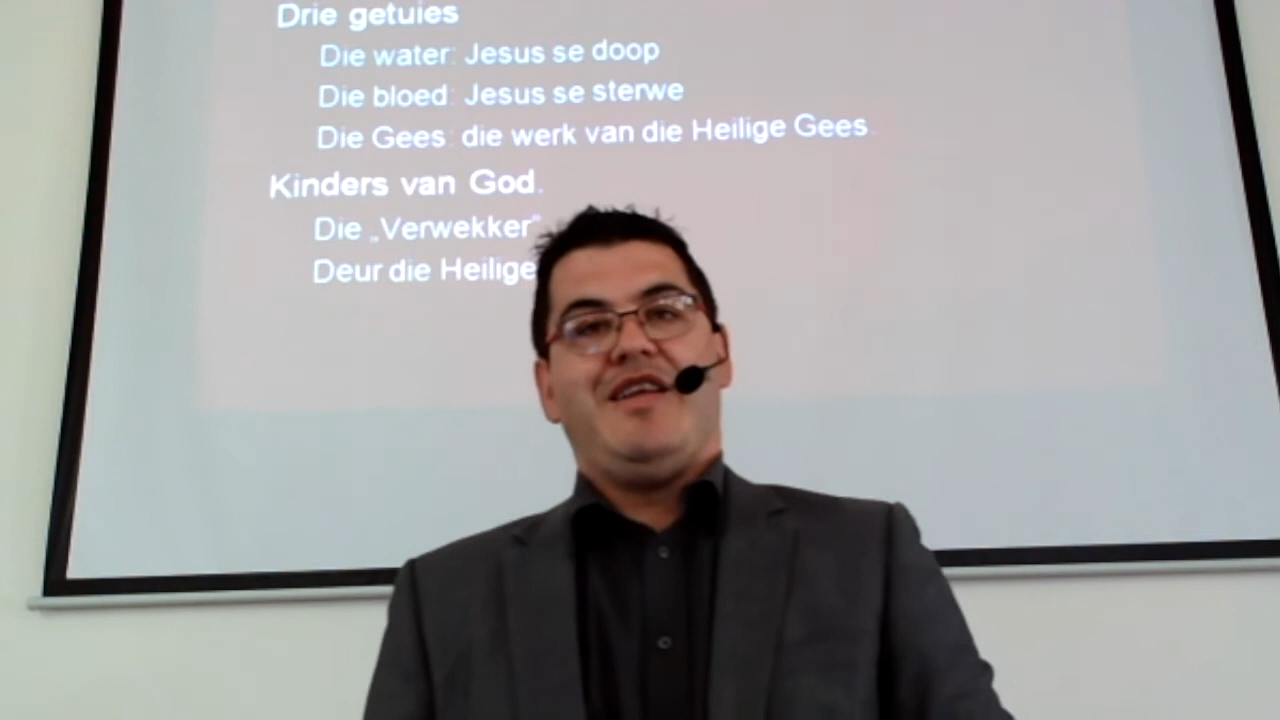 Drie getuies
Die water: Jesus se doop
Die bloed: Jesus se sterwe
Die Gees: die werk van die Heilige Gees.
Kinders van God.
Die „Verwekker”
Deur die Heilige